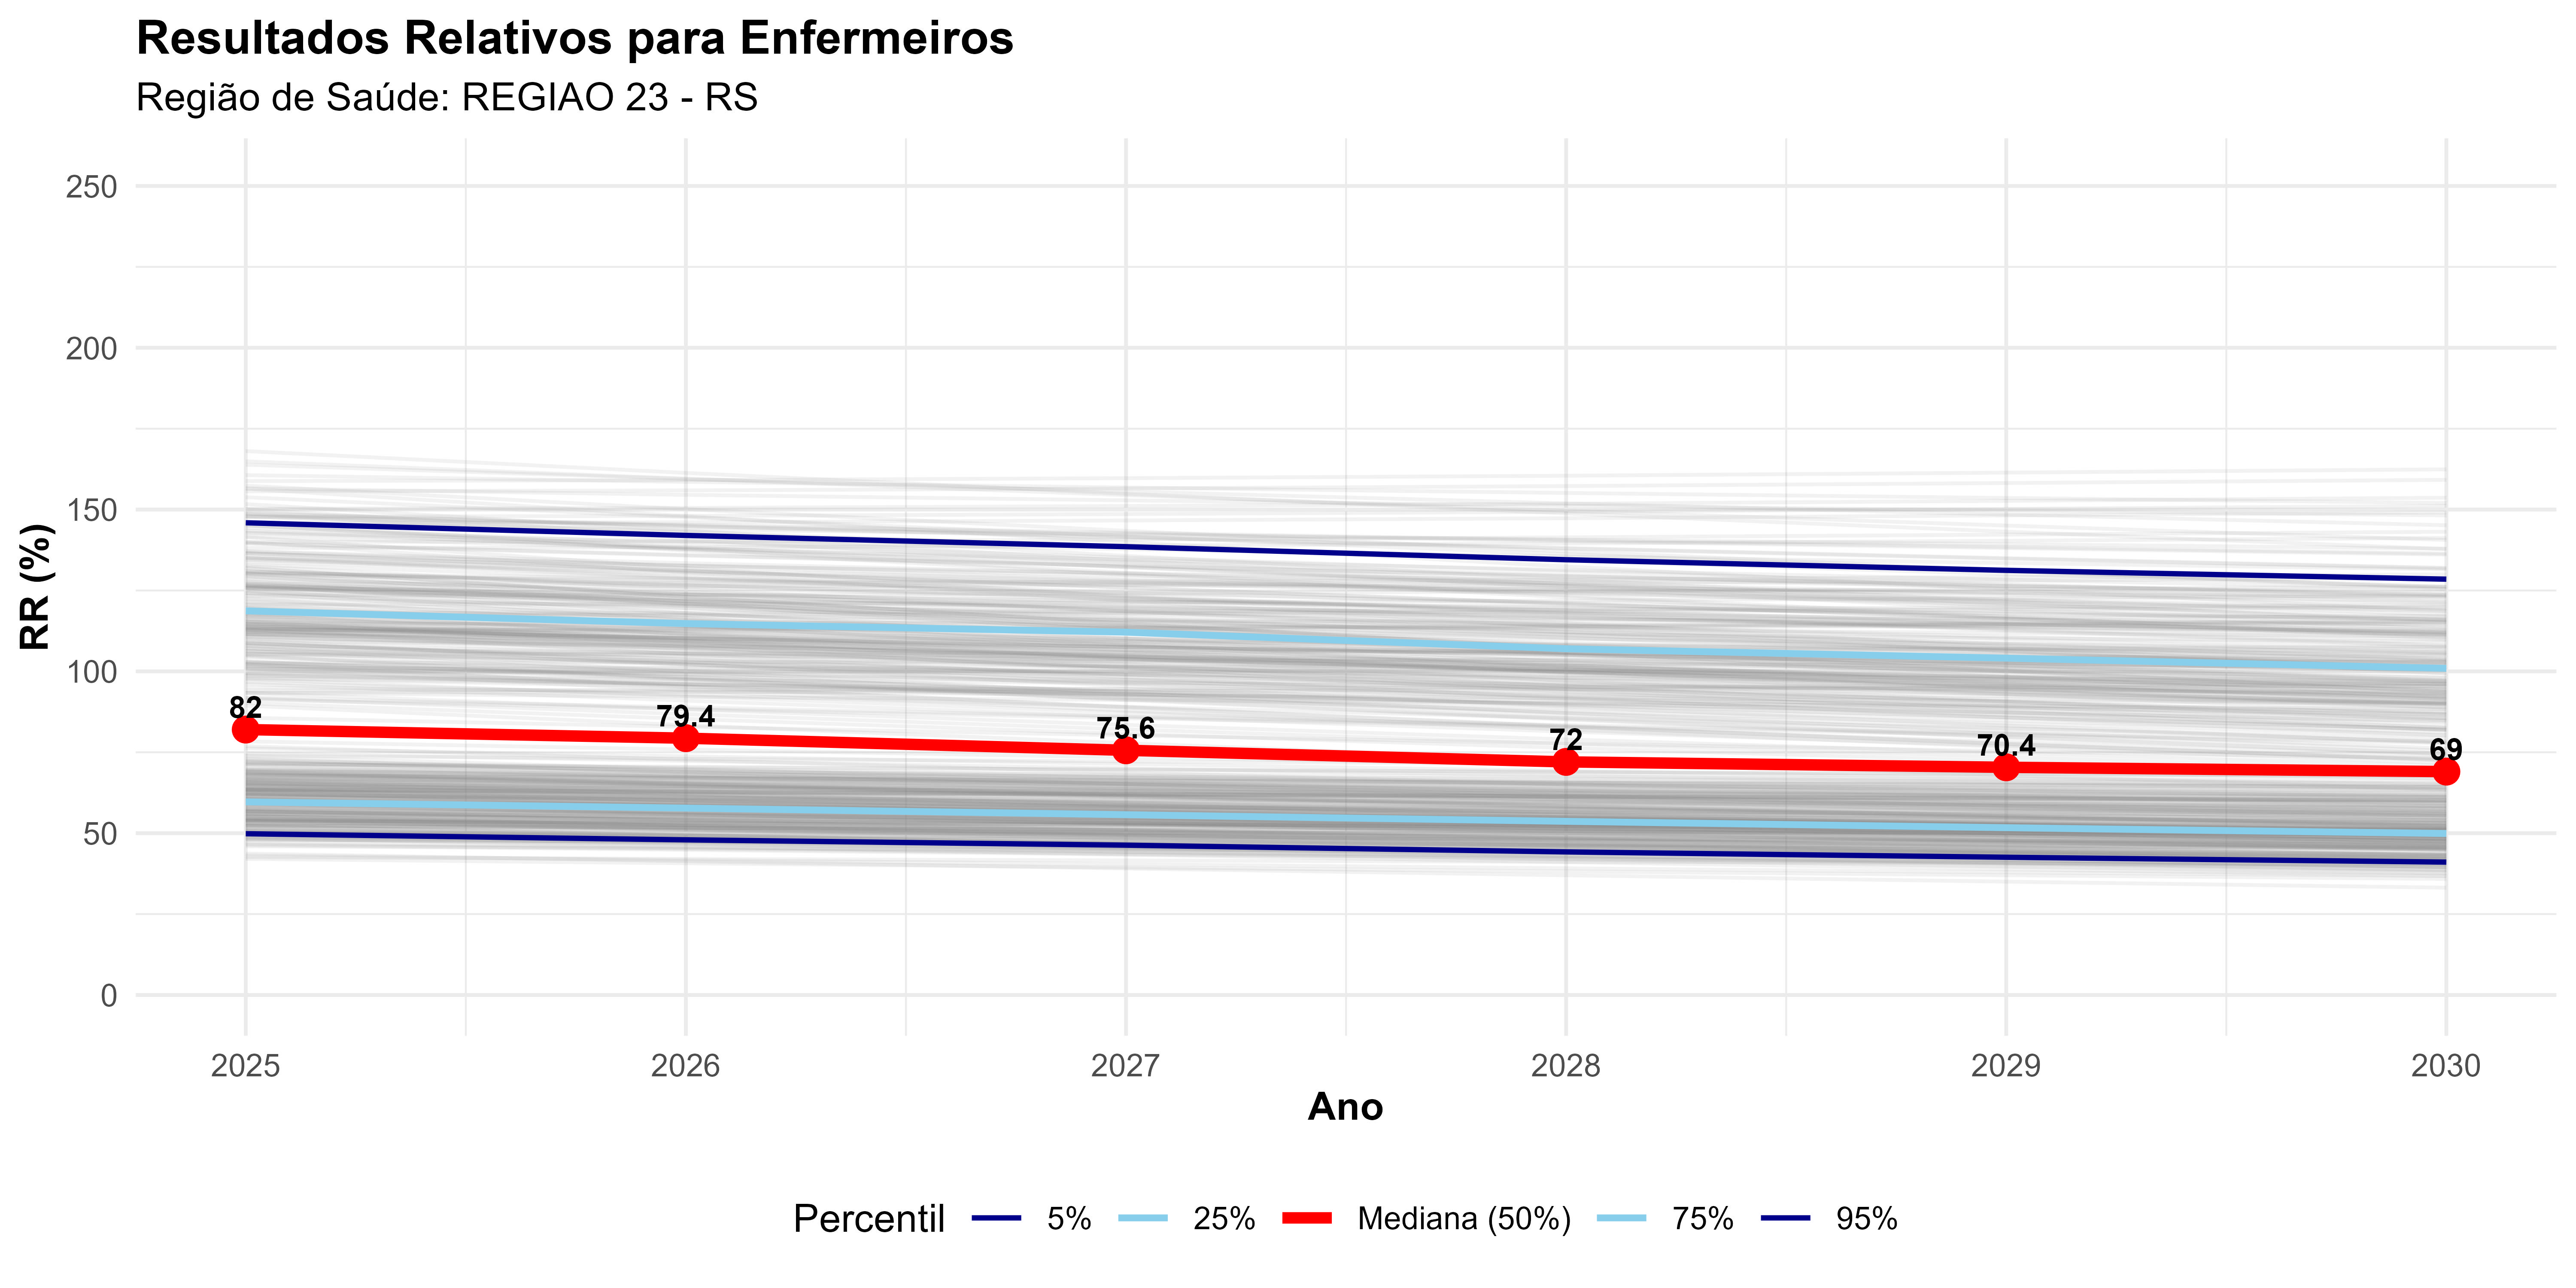 Resultados Relativos para Enfermeiros
Região de Saúde: REGIAO 23 - RS
RR (%)
250
200
150
100
50
0
82
79.4
75.6
72
70.4
69
2025 2026 2027 2028 2029 2030
Ano
Percentil 5% 25% Mediana (50%) 75% 95%